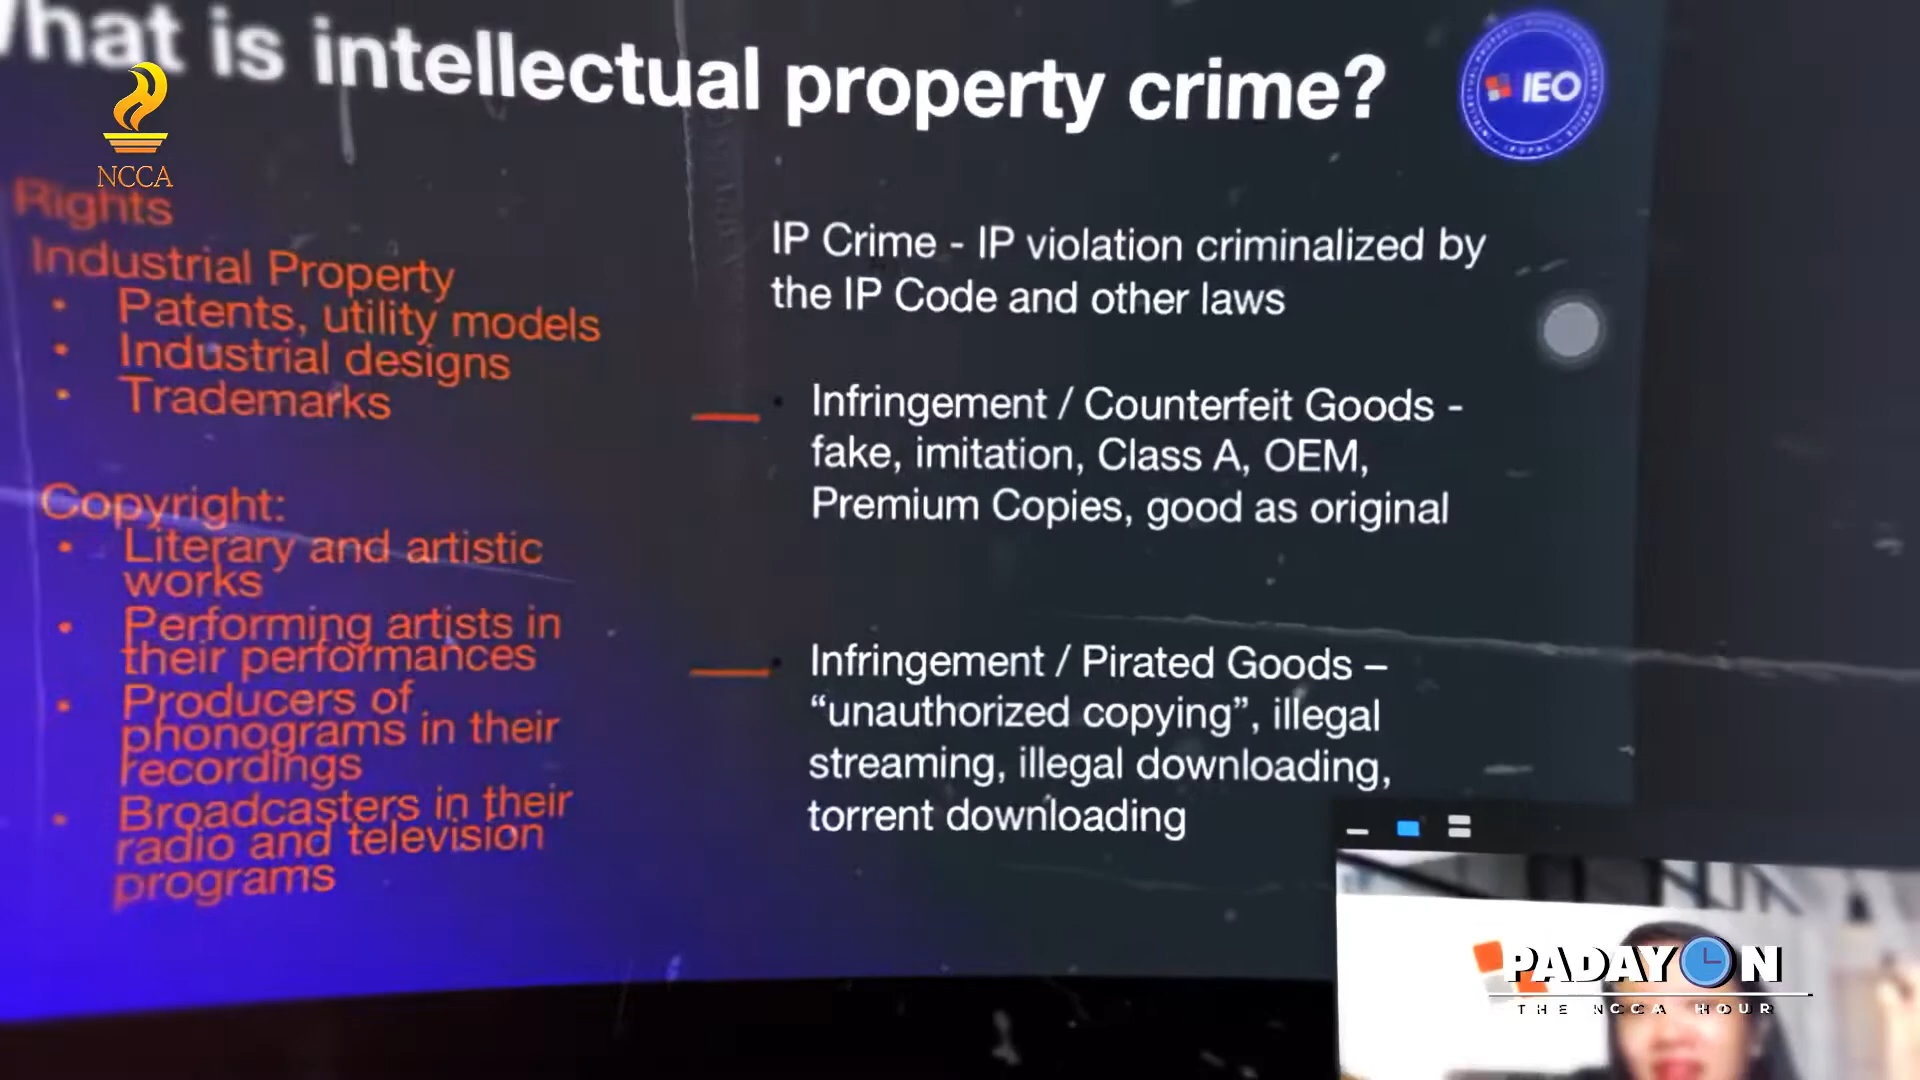 What is intellectual property crime?
IEO
NCCA
Rights
Industrial Property
• Patents, utility models
• Industrial designs
• Trademarks
Copyright:
• Literary and artistic
works
• Performing artists in
their performances
• Producers of
phonograms in their
recordings
• Broadcasters in their
radio and television
programs
IP Crime - IP violation criminalized by
the IP Code and other laws
• Infringement / Counterfeit Goods -
fake, imitation, Class A, OEM,
Premium Copies, good as original
• Infringement / Pirated Goods –
“unauthorized copying”, illegal
streaming, illegal downloading,
torrent downloading
PADAYON
THE NCCA HOUR